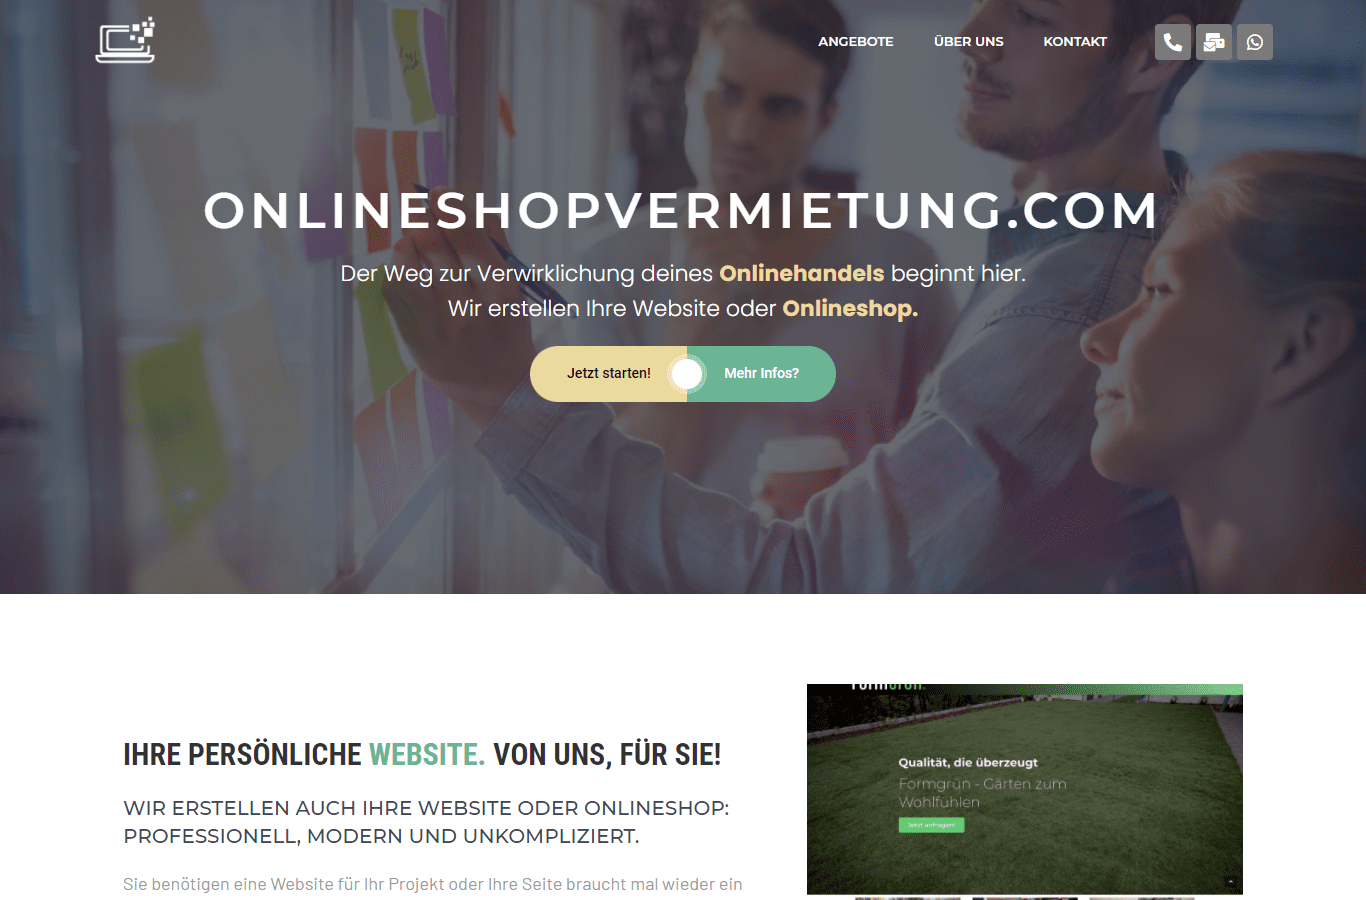 ANGEBOTE ÜBER UNS KONTAKT
ONLINESHOPVERMIETUNG.COM
Der Weg zur Verwirklichung deines Onlinehandels beginnt hier.
Wir erstellen Ihre Website oder Onlineshop.
Jetzt starten! Mehr Infos?
IHRE PERSÖNLICHE WEBSITE. VON UNS, FÜR SIE!
WIR ERSTELLEN AUCH IHRE WEBSITE ODER ONLINESHOP:
PROFESSIONELL, MODERN UND UNKOMPLIZIERT.
Sie benötigen eine Website für Ihr Projekt oder Ihre Seite braucht mal wieder ein
Qualität, die überzeugt
Formgrün - Gärten zum
Wohlfühlen
Jetzt anfragen!